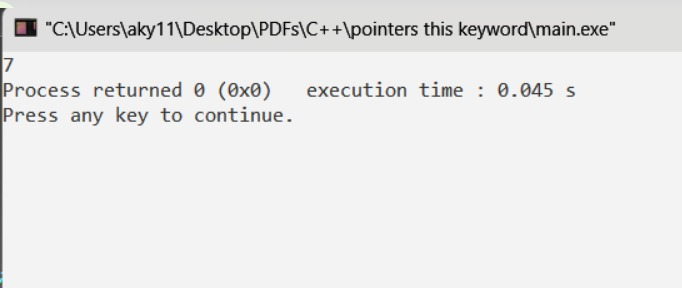 "C:\Users\aky11\Desktop\PDFs\C++\pointers this keyword\main.exe"
7
Process returned 0 (0x0)   execution time : 0.045 s
Press any key to continue.